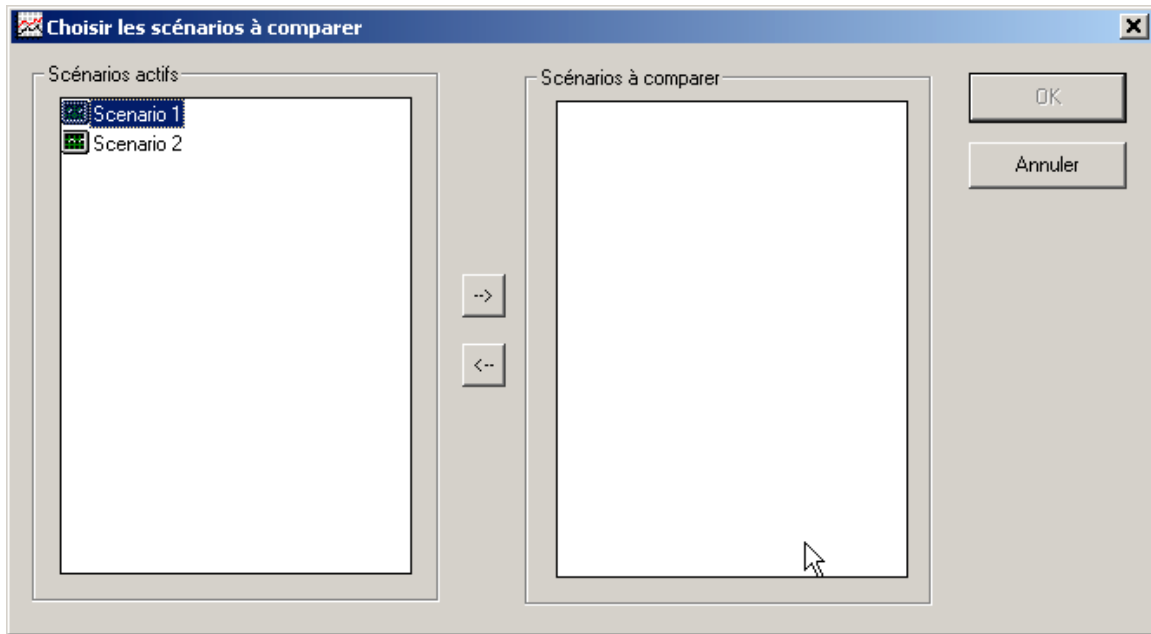 Choisir les scénarios à comparer
Scénarios actifs
Scenario 1
Scenario 2
-->
<--
Scénarios à comparer
OK
Annuler